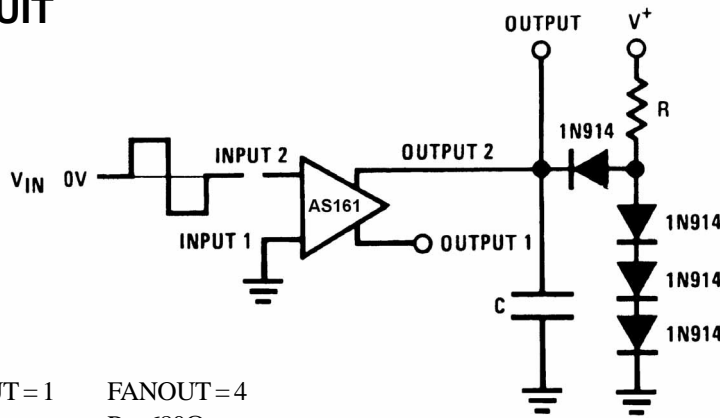 UIT
OUTPUT
V+
R
1N914
INPUT 2
OUTPUT 2
VIN 0V
AS161
1N914
INPUT 1
OUTPUT 1
1N914
C
1N914
UT = 1 FANOUT = 4